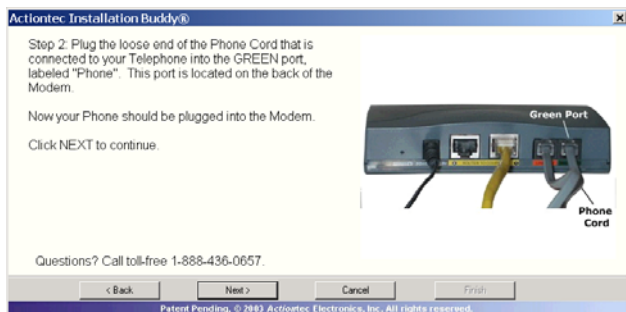 Actiontec Installation Buddy®
Step 2: Plug the loose end of the Phone Cord that is
connected to your Telephone into the GREEN port,
labeled "Phone". This port is located on the back of the
Modem.
Now your Phone should be plugged into the Modem.
Click NEXT to continue.
Green Port
Phone
Cord
Questions? Call toll-free 1-888-436-0657.
< Back
Next >
Cancel
Finish
Patent Pending, © 2003 Actiontec Electronics, Inc. All rights reserved.